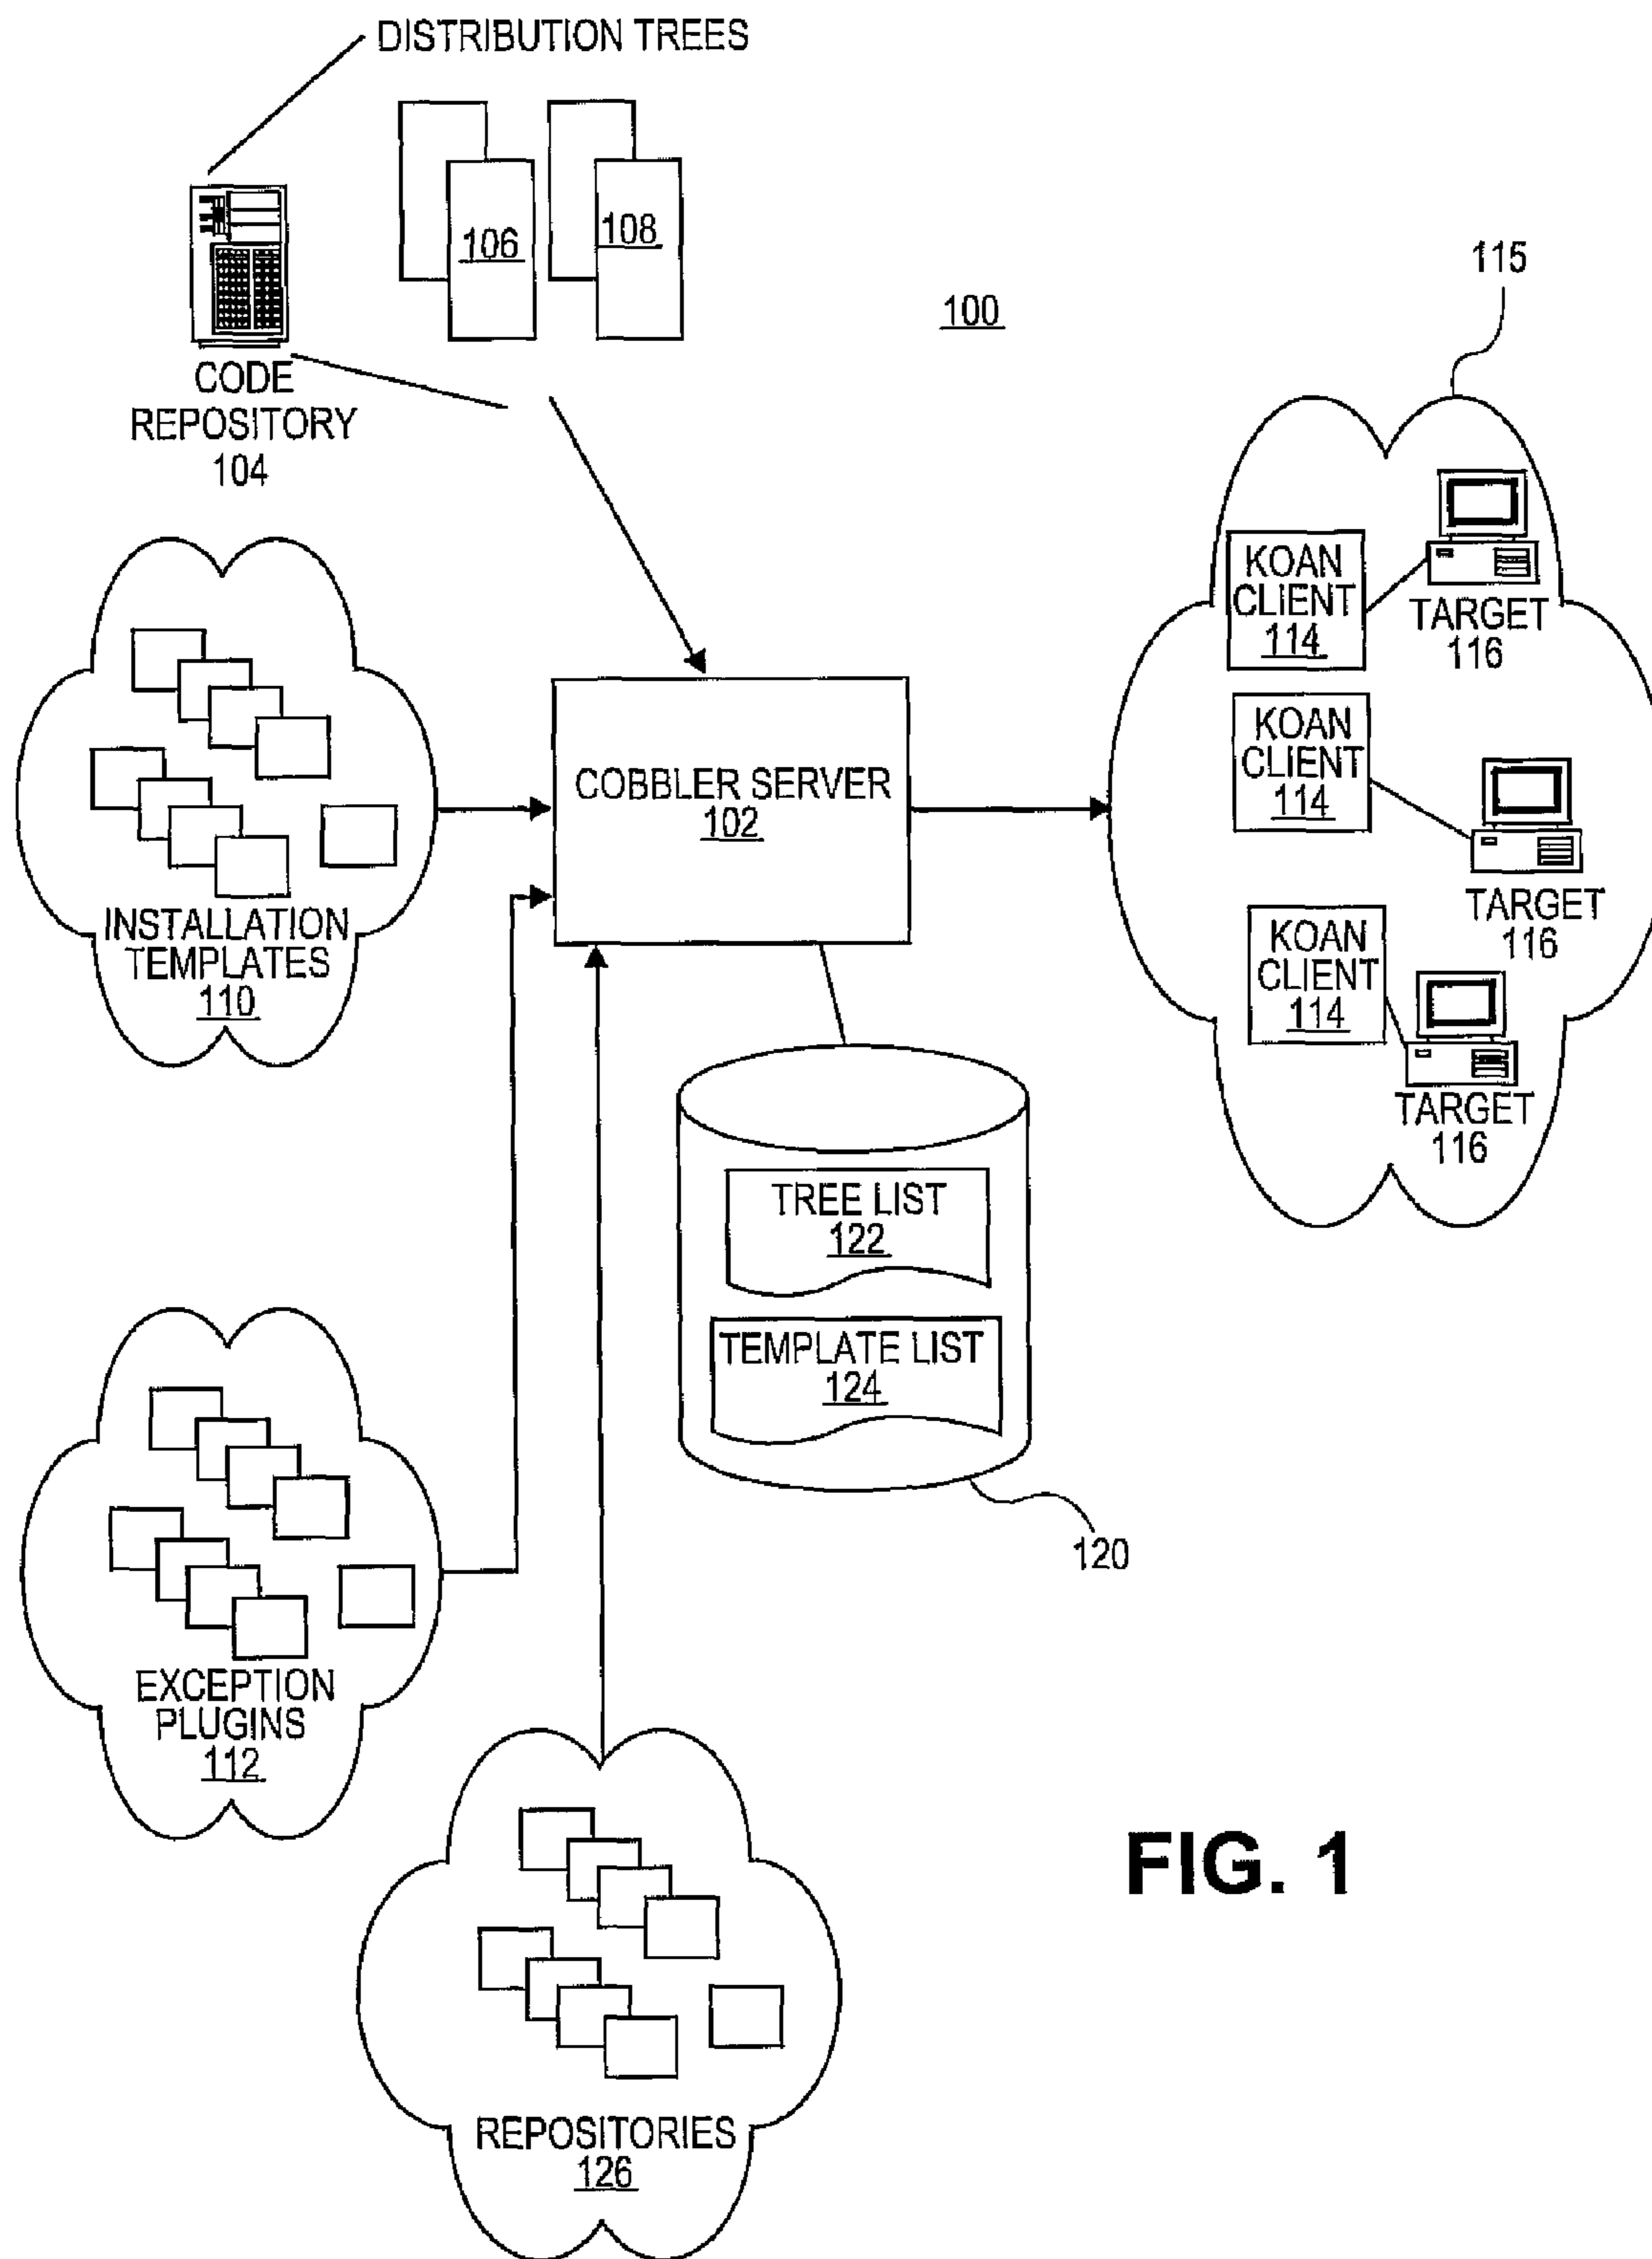 DISTRIBUTION TREES
106
108
100
115
CODE
REPOSITORY
104
KOAN
CLIENT
114
TARGET
116
KOAN
CLIENT
114
TARGET
116
KOAN
CLIENT
114
TARGET
116
COBBLER SERVER
102
INSTALLATION
TEMPLATES
110
TREE LIST
122
TEMPLATE LIST
124
120
EXCEPTION
PLUGINS
112
REPOSITORIES
126
FIG. 1